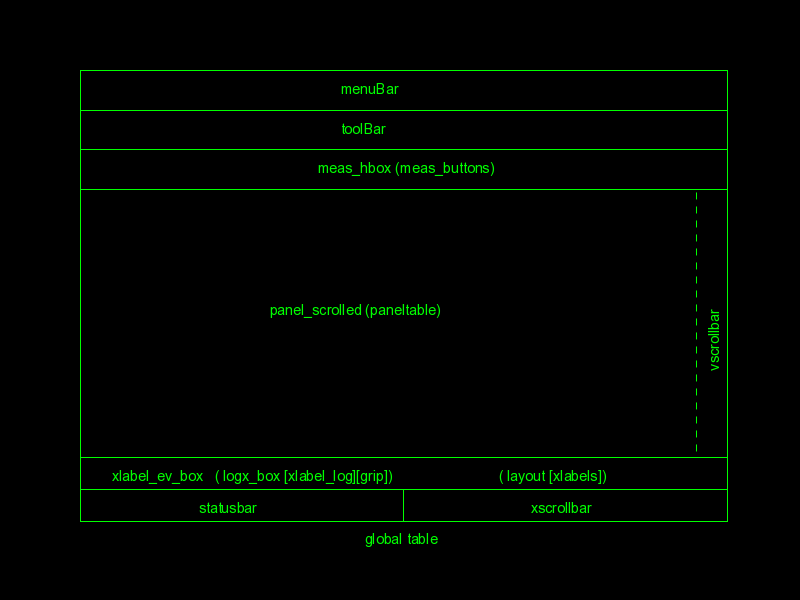 menuBar
toolBar
meas_hbox (meas_buttons)
panel_scrolled (paneltable)
vscrollbar
xlabel_ev_box ( logx_box [xlabel_log][grip]) ( layout [xlabels])
statusbar xscrollbar
global table